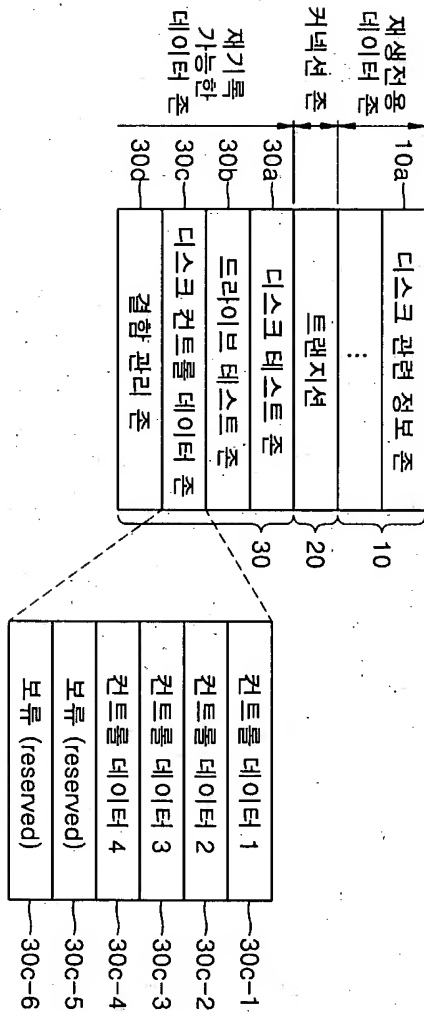 재생전용
데이터 존
커넥션 존
재기록
가능한
데이터 존
10a
30a
30b
30c
30d
디스크 관련 정보 존
⋮
트랜지션
디스크 테스트 존
드라이브 테스트 존
디스크 컨트롤 데이터 존
결함 관리 존
10
20
30
컨트롤 데이터 1
컨트롤 데이터 2
컨트롤 데이터 3
컨트롤 데이터 4
보류 (reserved)
보류 (reserved)
30c-1
30c-2
30c-3
30c-4
30c-5
30c-6